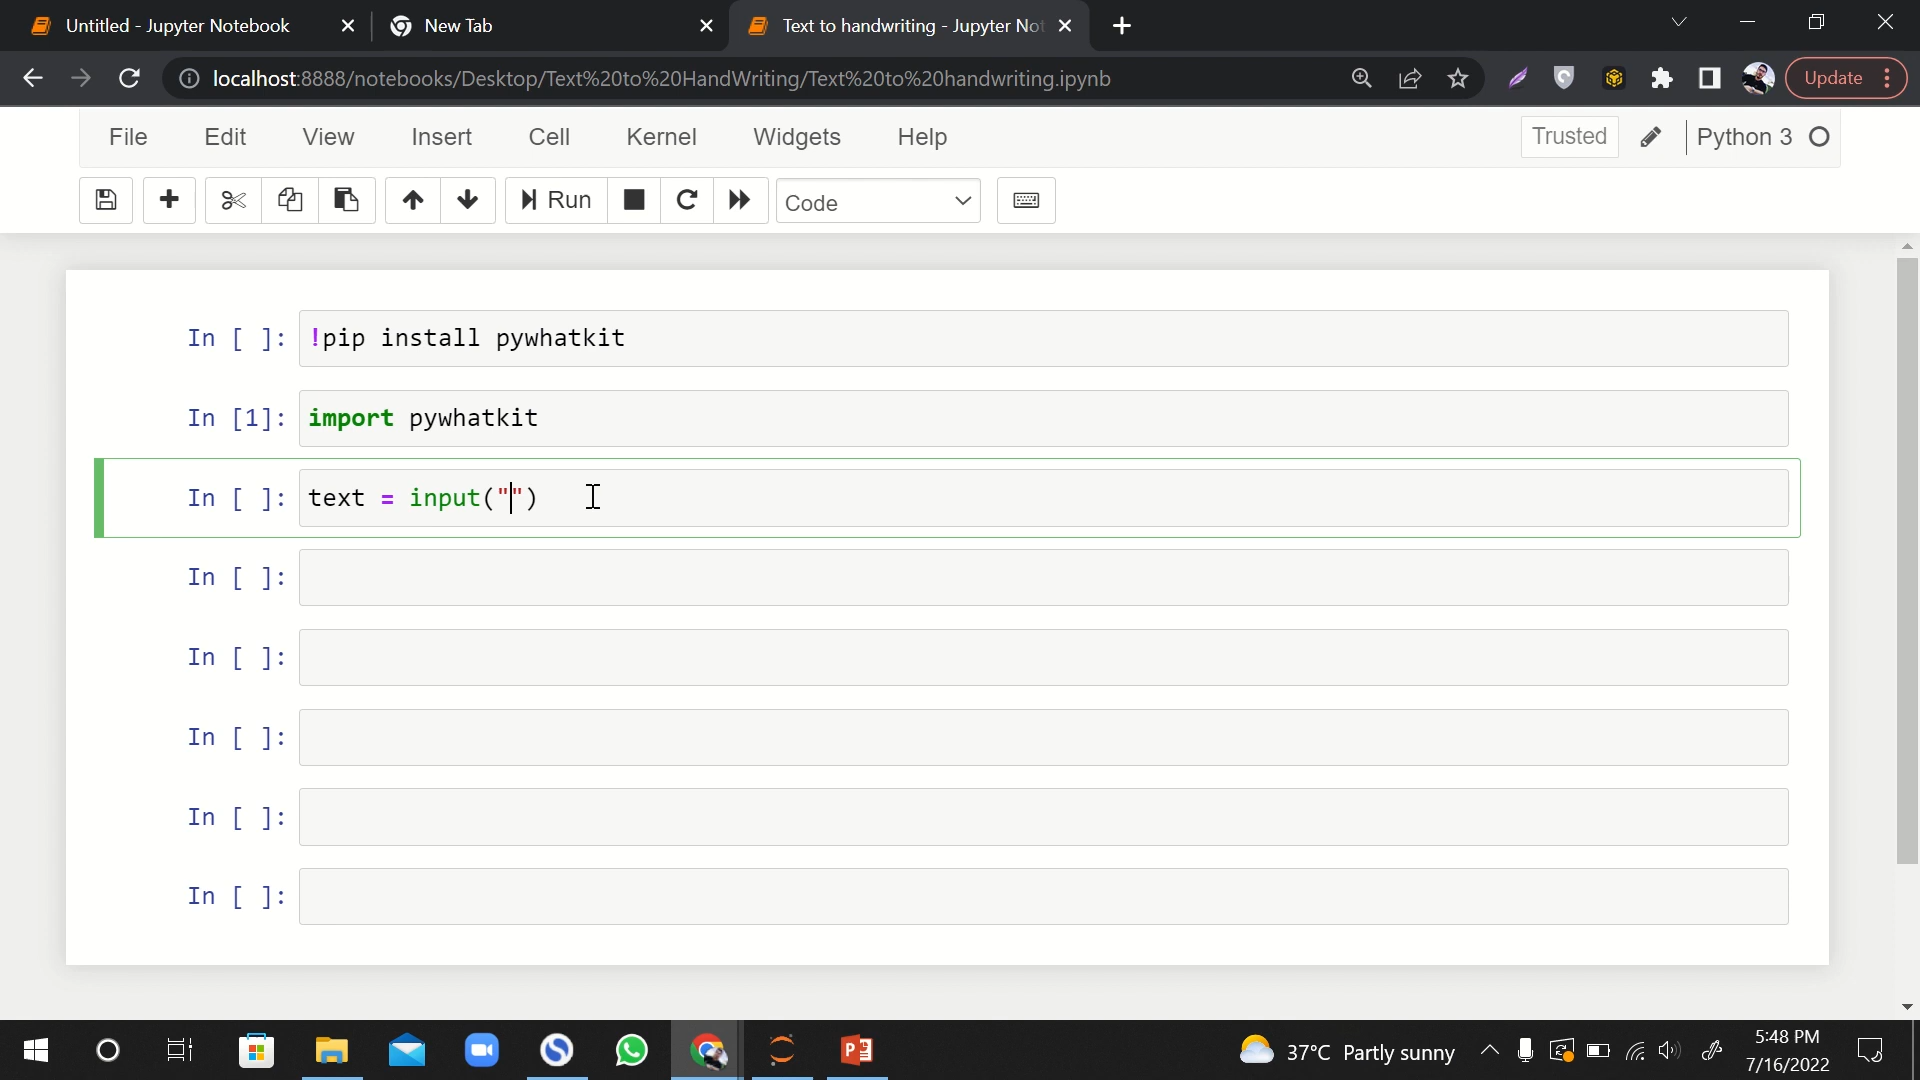 Untitled - Jupyter Notebook
New Tab
Text to handwriting - Jupyter Not
localhost:8888/notebooks/Desktop/Text%20to%20HandWriting/Text%20to%20handwriting.ipynb
Update
File Edit View Insert Cell Kernel Widgets Help
Trusted
Python 3
Run
Code
In [ ]: !pip install pywhatkit
In [1]: import pywhatkit
In [ ]: text = input("")
In [ ]:
In [ ]:
In [ ]:
In [ ]:
In [ ]:
37°C Partly sunny
5:48 PM
7/16/2022